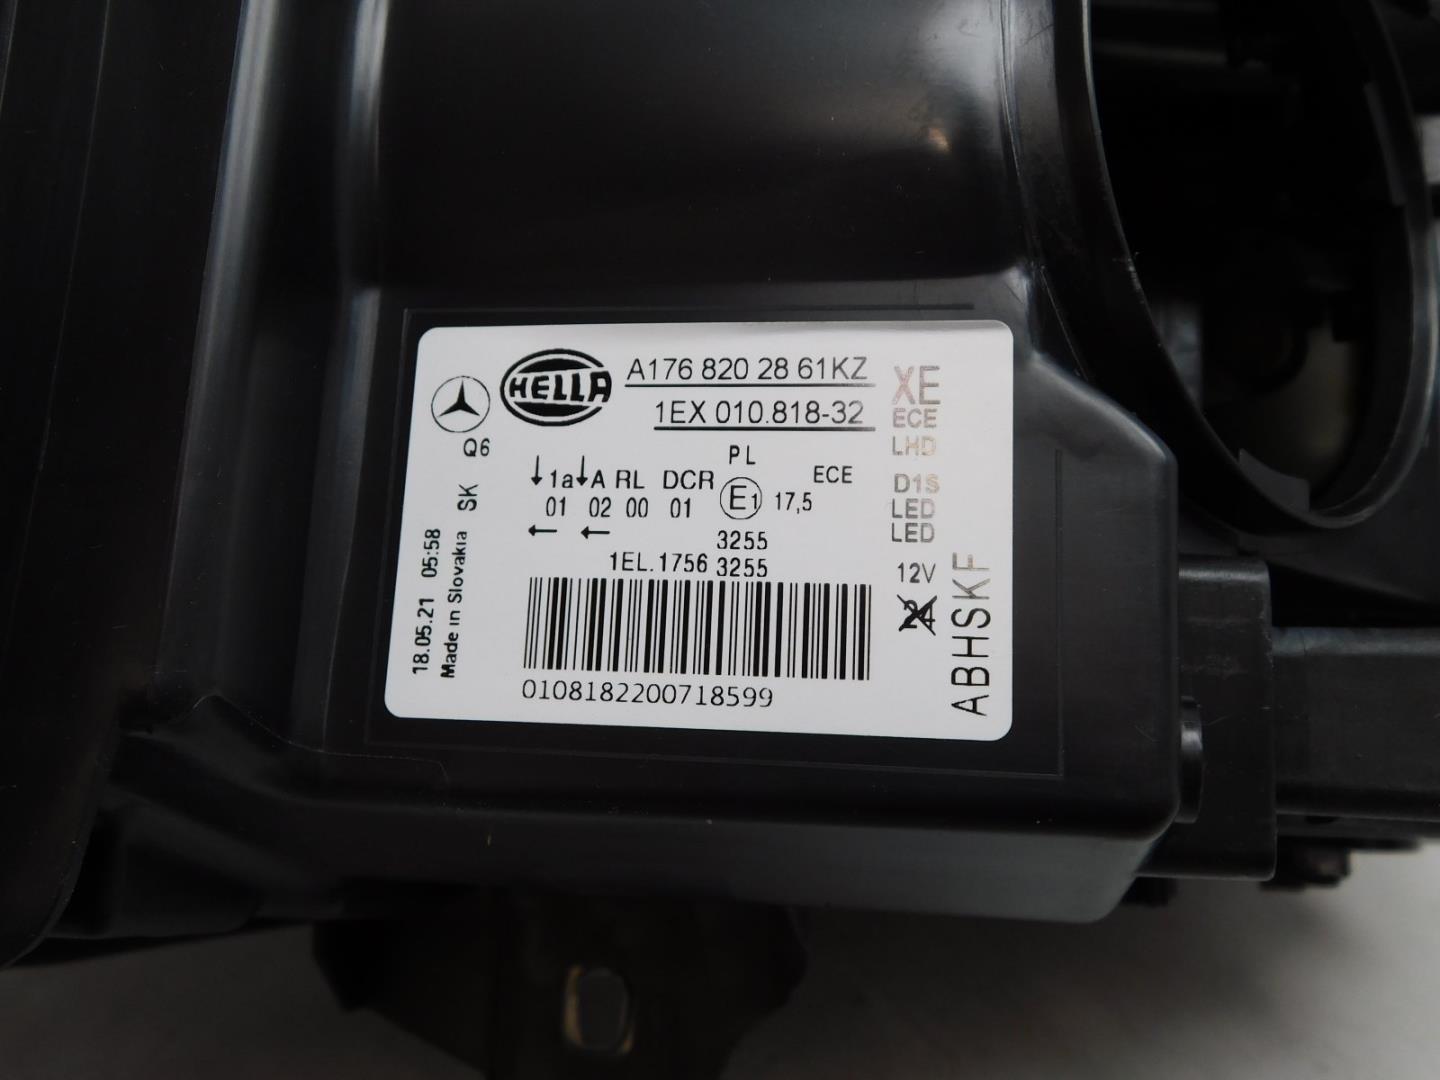 HELLA
A176 820 28 61KZ
1EX 010.818-32
XE
ECE
LHD
D1S
LED
LED
12V
24
Q6
SK
PL
↓1a↓A RL DCR
ECE
01 02 00 01
E1 17,5
← ←
3255
1EL.1756 3255
0108182200718599
18.05.21 05:58
Made in Slovakia
ABHSKF